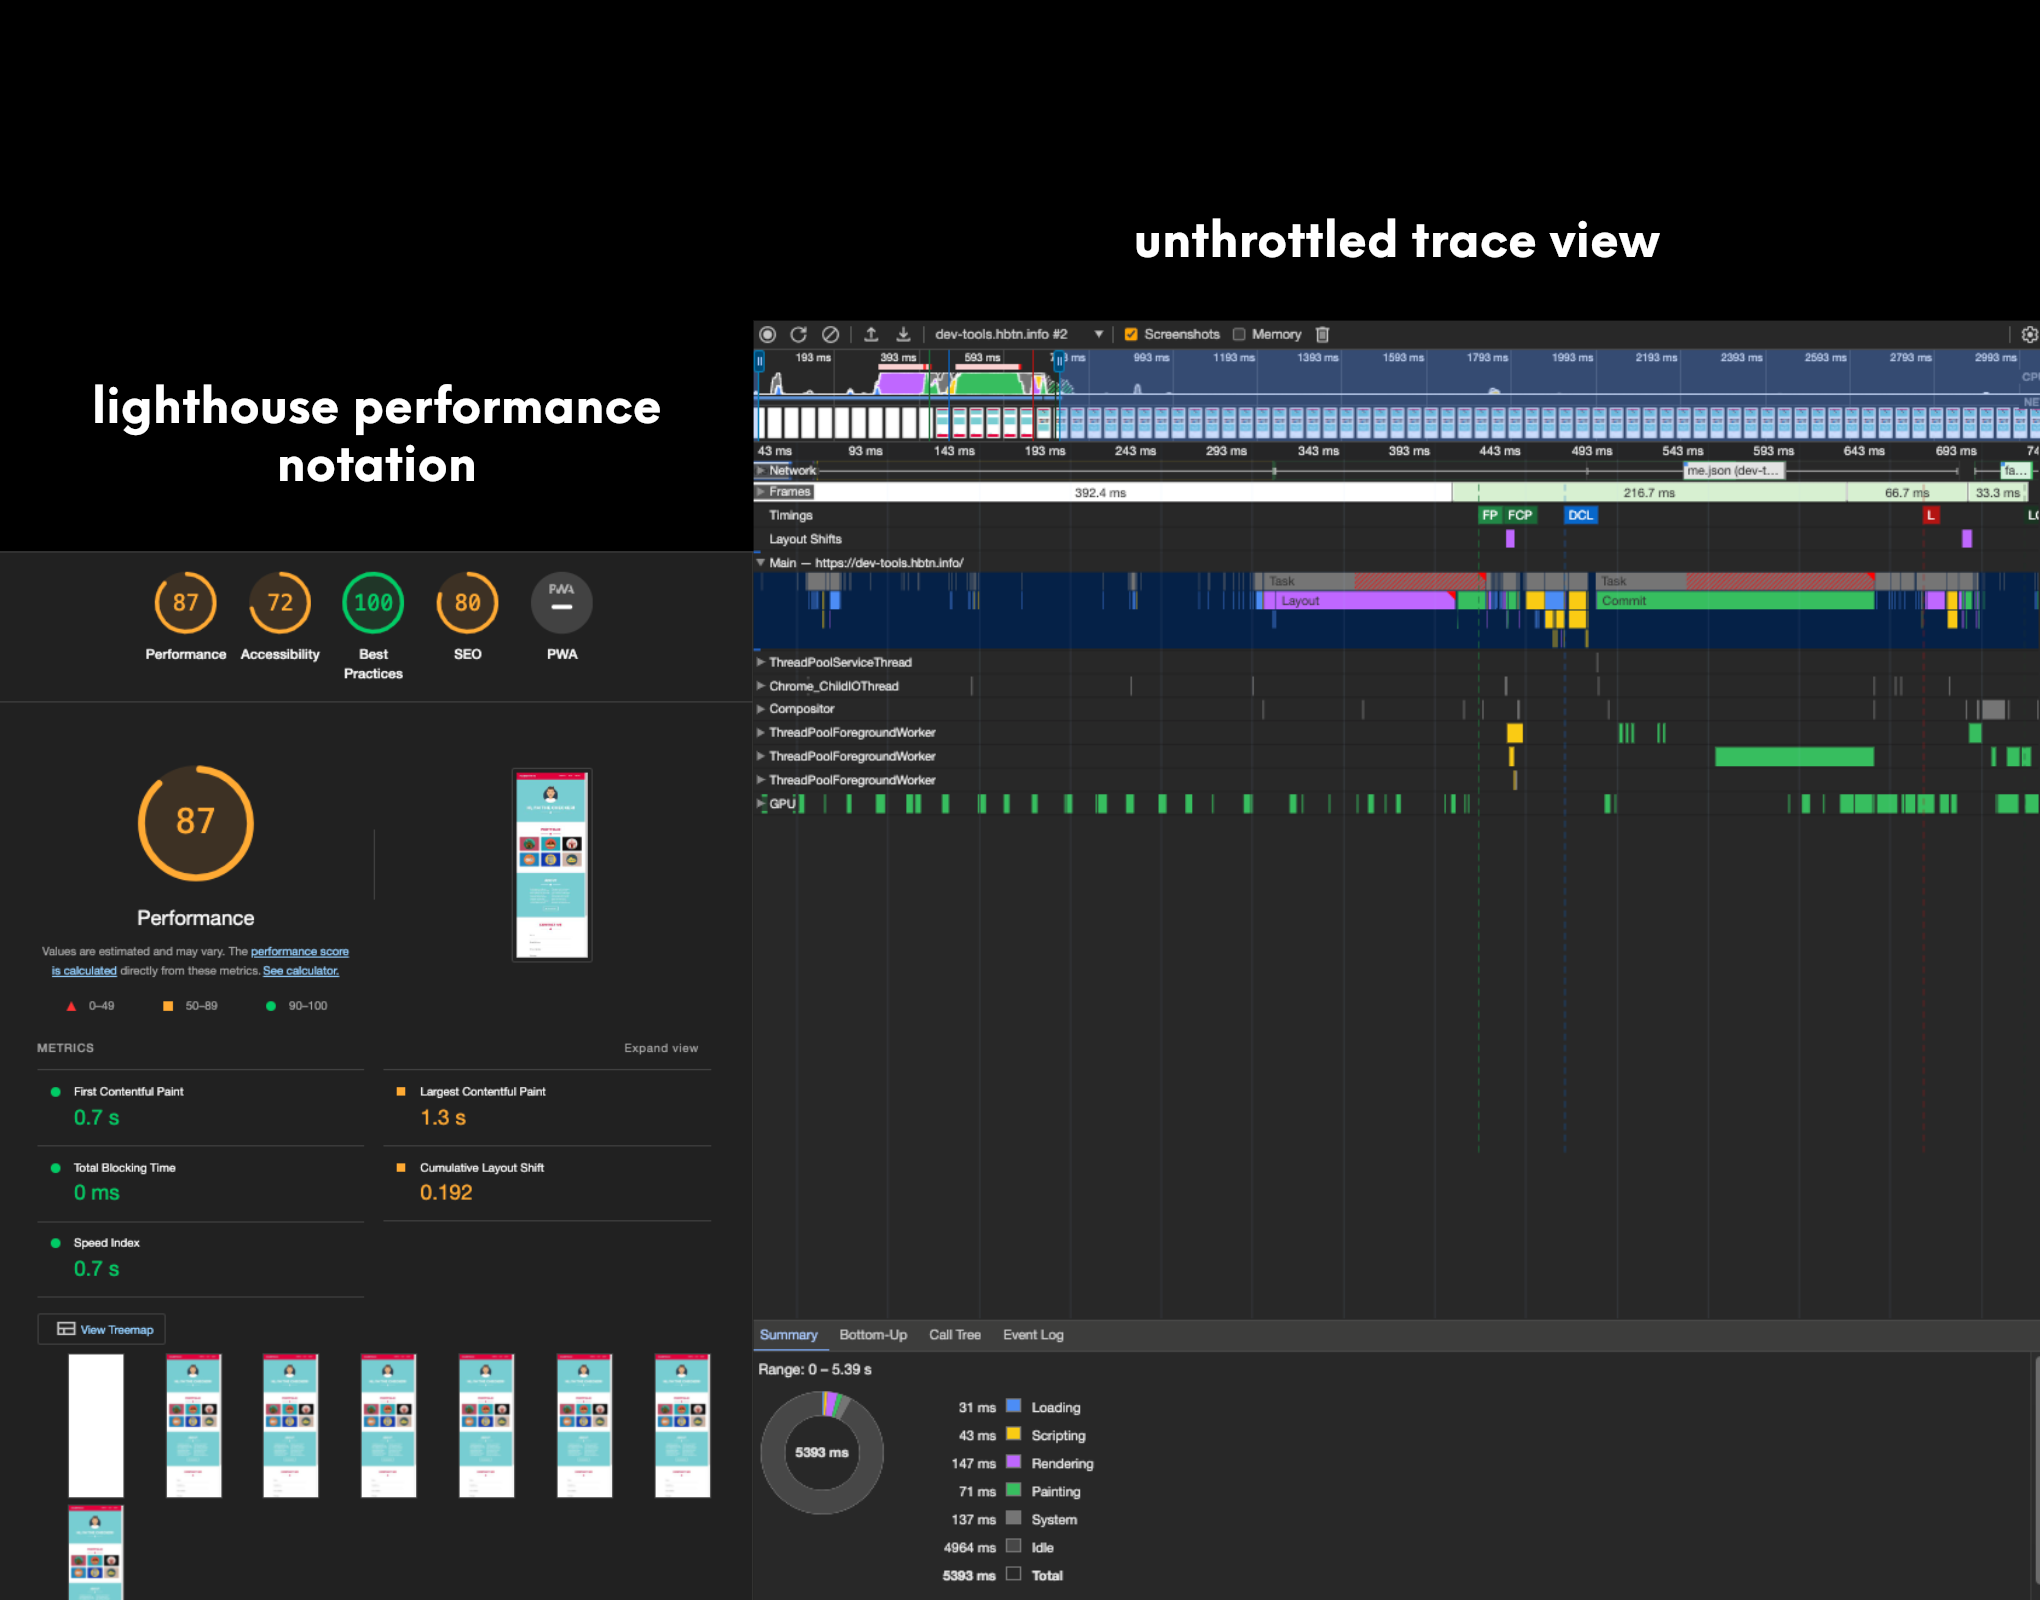 lighthouse performance
notation
unthrottled trace view
87
72
100
80
PWA
Performance
Accessibility
Best
Practices
SEO
PWA
87
Performance
Values are estimated and may vary. The performance score
is calculated directly from these metrics. See calculator.
0–49
50–89
90–100
METRICS
Expand view
First Contentful Paint
0.7 s
Largest Contentful Paint
1.3 s
Total Blocking Time
0 ms
Cumulative Layout Shift
0.192
Speed Index
0.7 s
View Treemap
dev-tools.hbtn.info #2
Screenshots
Memory
193 ms 393 ms 593 ms 993 ms 1193 ms 1393 ms 1593 ms 1793 ms 1993 ms 2193 ms 2393 ms 2593 ms 2793 ms 2993 ms
43 ms 93 ms 143 ms 193 ms 243 ms 293 ms 343 ms 393 ms 443 ms 493 ms 543 ms 593 ms 643 ms 693 ms
Network
me.json (dev-t...
fa...
Frames
392.4 ms 216.7 ms 66.7 ms 33.3 ms
Timings
FP FCP DCL L
Layout Shifts
Main — https://dev-tools.hbtn.info/
Task Task
Layout Commit
ThreadPoolServiceThread
Chrome_ChildIOThread
Compositor
ThreadPoolForegroundWorker
ThreadPoolForegroundWorker
ThreadPoolForegroundWorker
GPU
Summary Bottom-Up Call Tree Event Log
Range: 0 – 5.39 s
5393 ms
31 ms Loading
43 ms Scripting
147 ms Rendering
71 ms Painting
137 ms System
4964 ms Idle
5393 ms Total